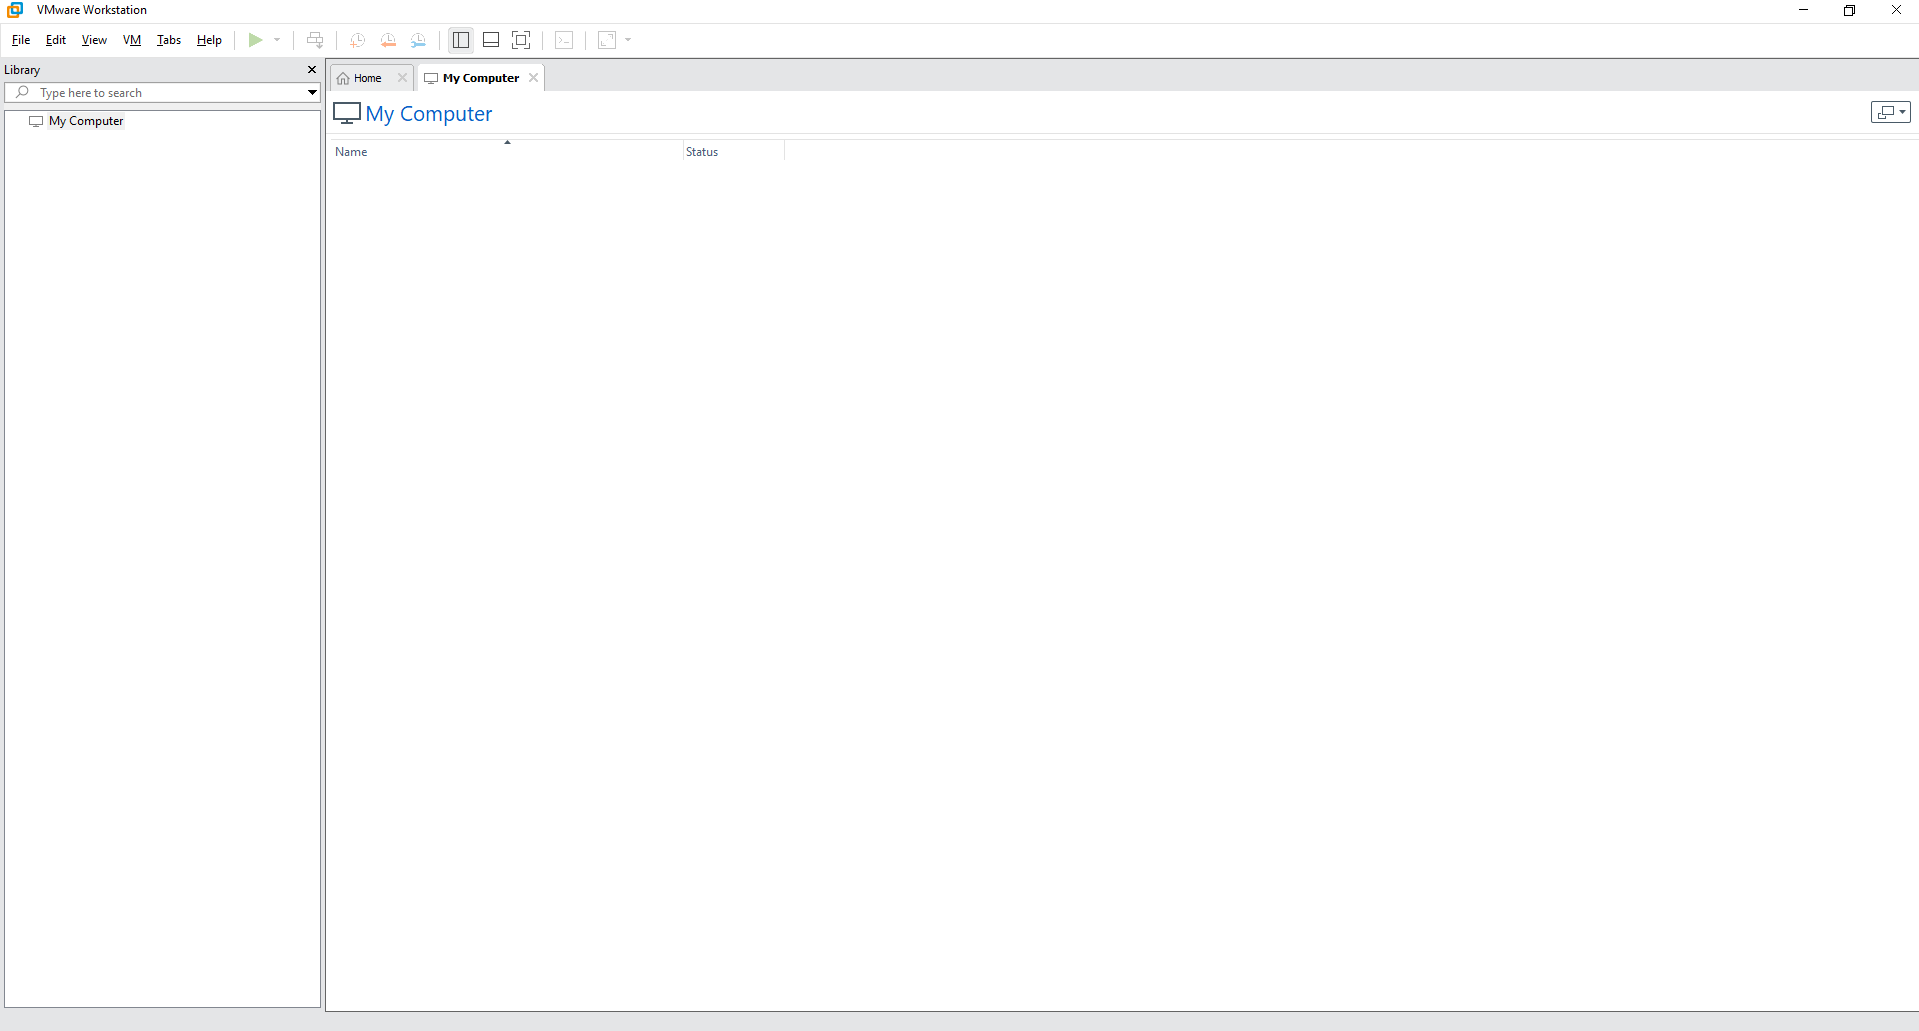 VMware Workstation
File Edit View VM Tabs Help
Library
Type here to search
My Computer
Home
My Computer
My Computer
Name Status